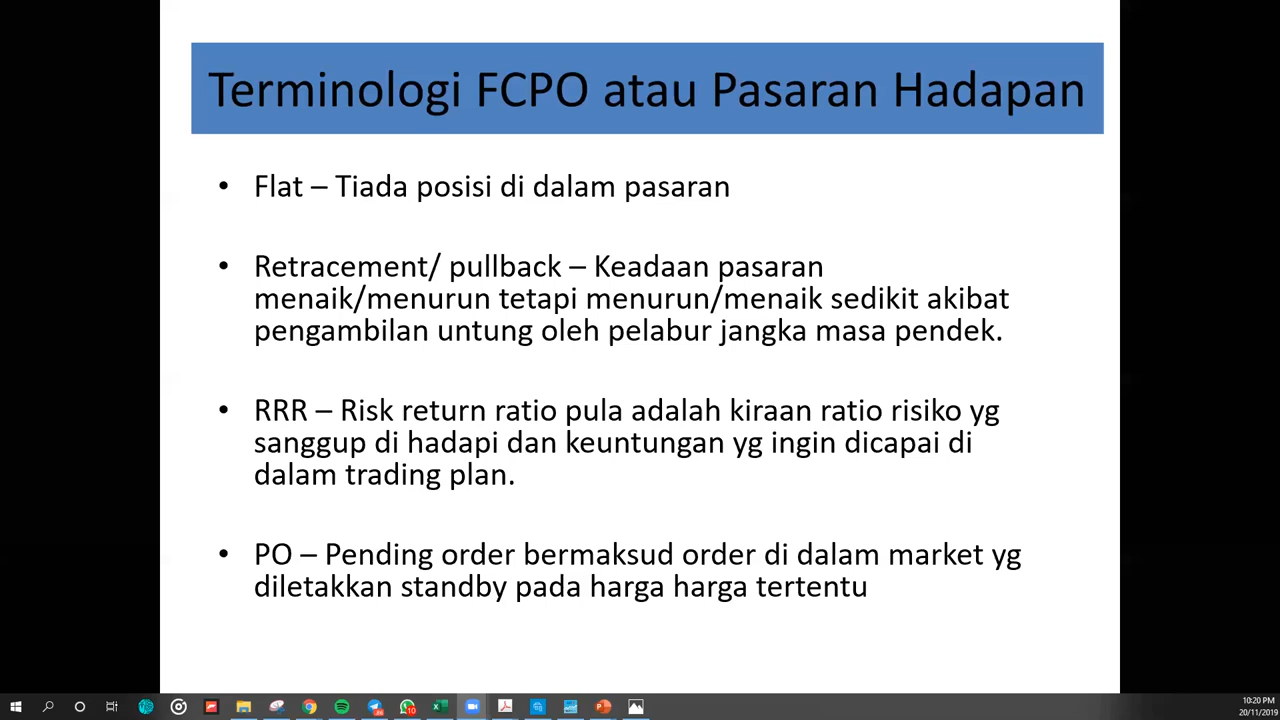 Terminologi FCPO atau Pasaran Hadapan
• Flat – Tiada posisi di dalam pasaran
• Retracement/ pullback – Keadaan pasaran
menaik/menurun tetapi menurun/menaik sedikit akibat
pengambilan untung oleh pelabur jangka masa pendek.
• RRR – Risk return ratio pula adalah kiraan ratio risiko yg
sanggup di hadapi dan keuntungan yg ingin dicapai di
dalam trading plan.
• PO – Pending order bermaksud order di dalam market yg
diletakkan standby pada harga harga tertentu
10:20 PM
20/11/2019